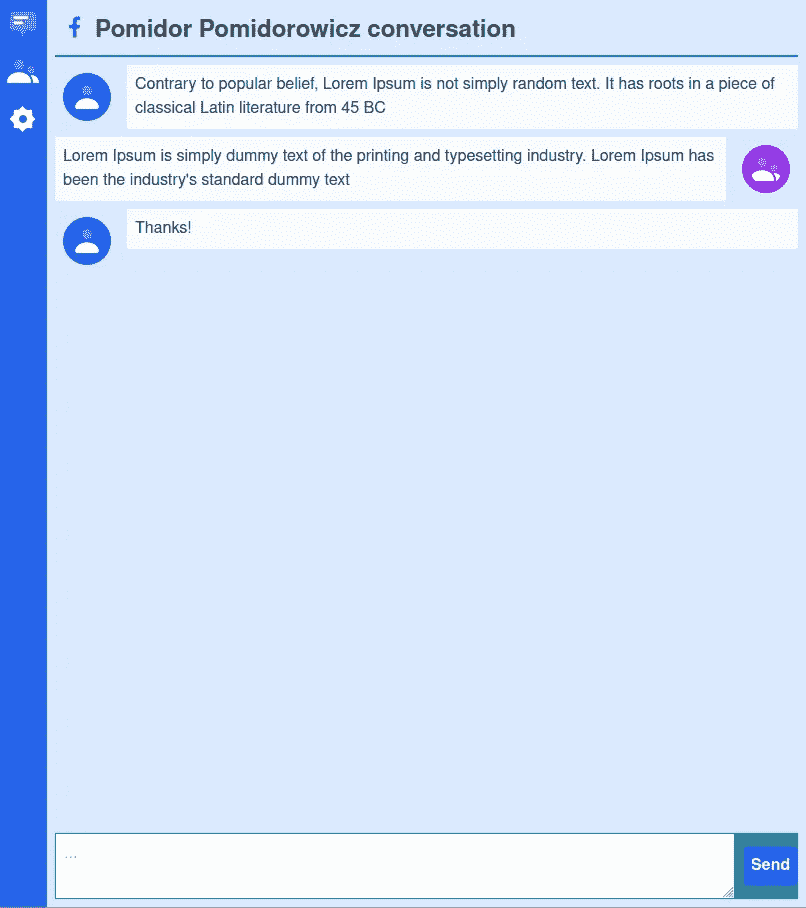 Pomidor Pomidorowicz conversation
Contrary to popular belief, Lorem Ipsum is not simply random text. It has roots in a piece of
classical Latin literature from 45 BC
Lorem Ipsum is simply dummy text of the printing and typesetting industry. Lorem Ipsum has
been the industry's standard dummy text
Thanks!
...
Send